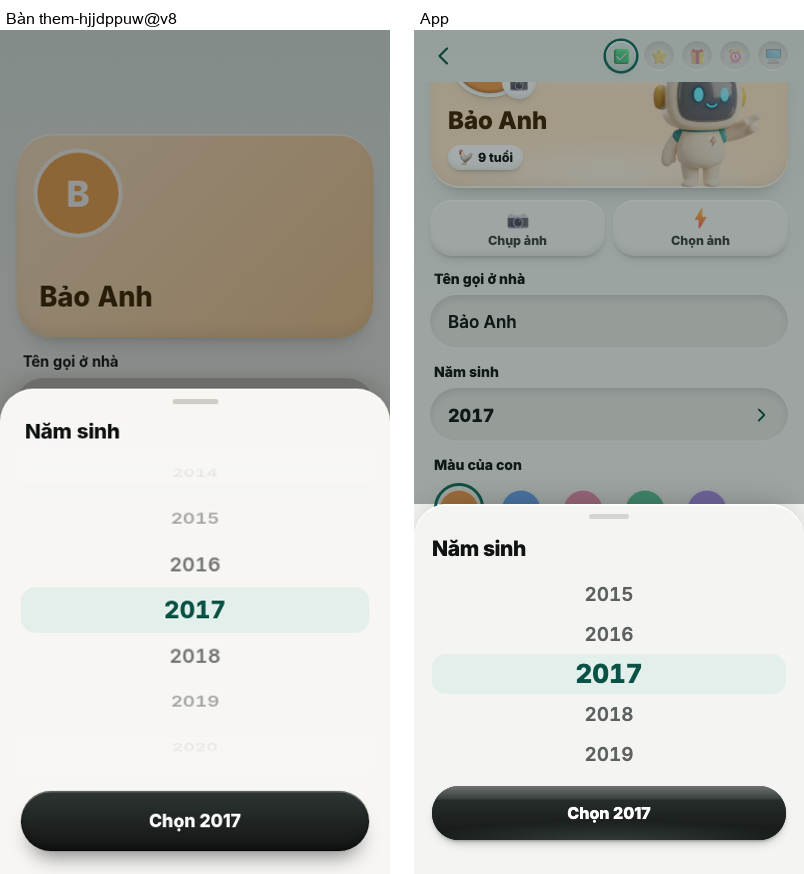 Bản them-hjjdppuw@v8
B
Bảo Anh
Tên gọi ở nhà
Năm sinh
2014
2015
2016
2017
2018
2019
2020
Chọn 2017
App
Bảo Anh
9 tuổi
Chụp ảnh
Chọn ảnh
Tên gọi ở nhà
Bảo Anh
Năm sinh
2017
Màu của con
Năm sinh
2015
2016
2017
2018
2019
Chọn 2017